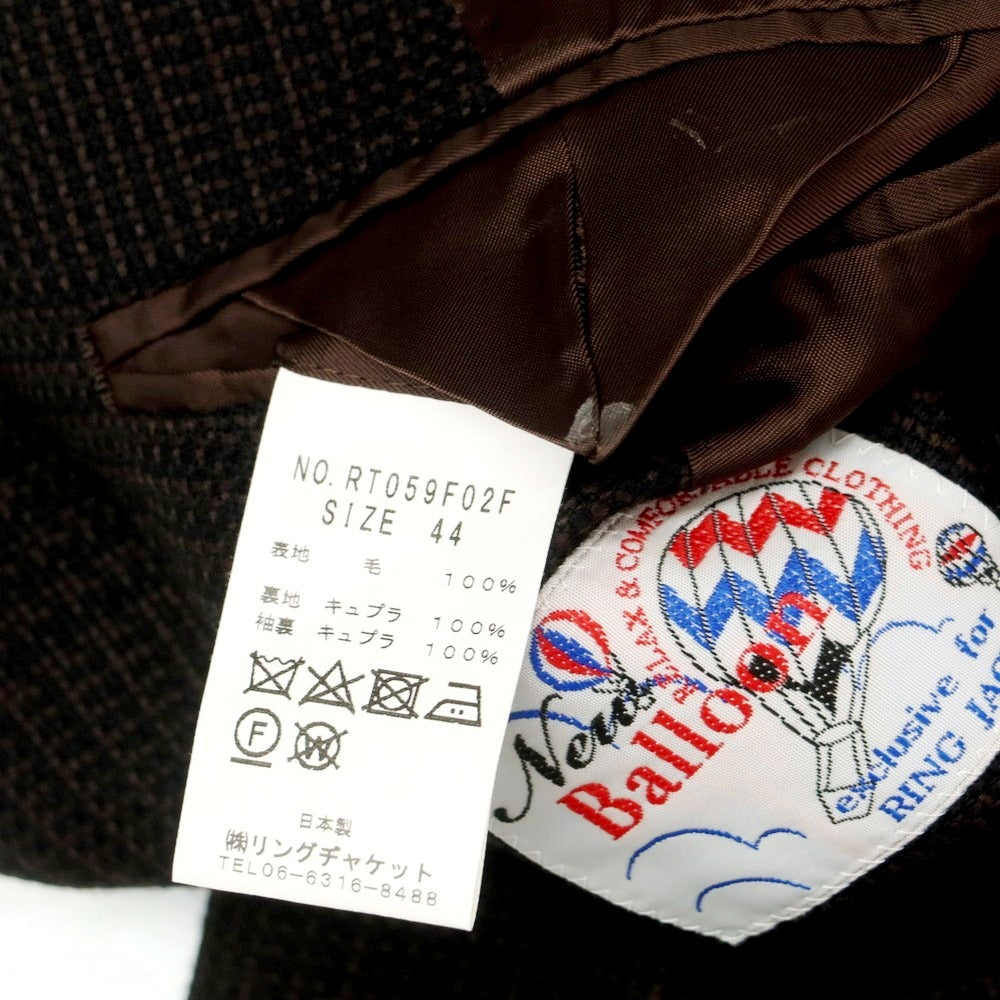 NO.RT059F02F
SIZE 44
表地 毛 100%
裏地 キュプラ 100%
袖裏 キュプラ 100%
F
W
日本製
㈱リングヂャケット
TEL06-6316-8488
RELAX & COMFORTABLE CLOTHING
Nero's
Balloon
exclusive for
RING JAC